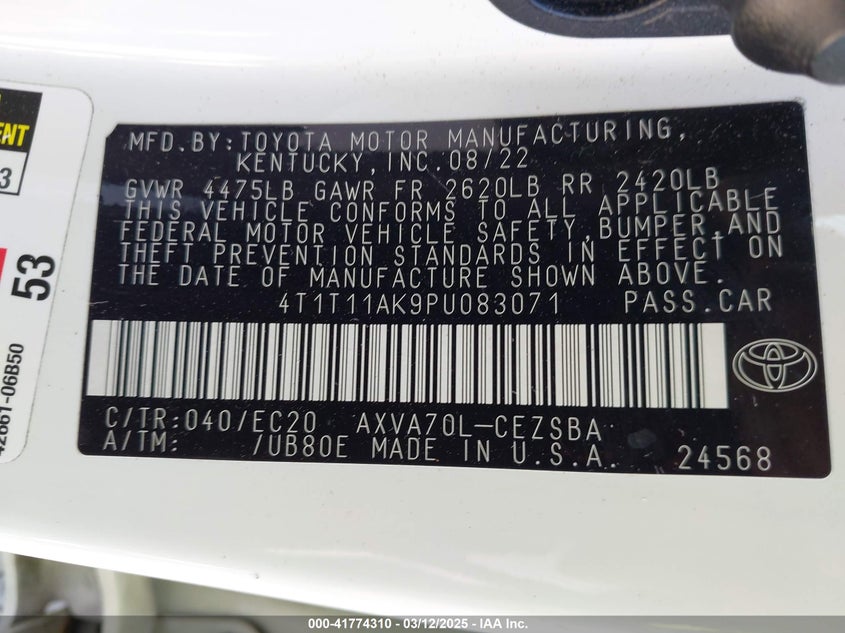 MFD. BY: TOYOTA MOTOR MANUFACTURING,
KENTUCKY, INC. 08/22
GVWR 4475LB GAWR FR 2620LB RR 2420LB
THIS VEHICLE CONFORMS TO ALL APPLICABLE
FEDERAL MOTOR VEHICLE SAFETY, BUMPER, AND
THEFT PREVENTION STANDARDS IN EFFECT ON
THE DATE OF MANUFACTURE SHOWN ABOVE.
4T1T11AK9PU083071 PASS. CAR
C/TR: 040/EC20 AXVA70L-CEZSBA
A/TM: /UB80E MADE IN U.S.A. 24568
53
42661-06B50
000-41774310 - 03/12/2025 - IAA Inc.